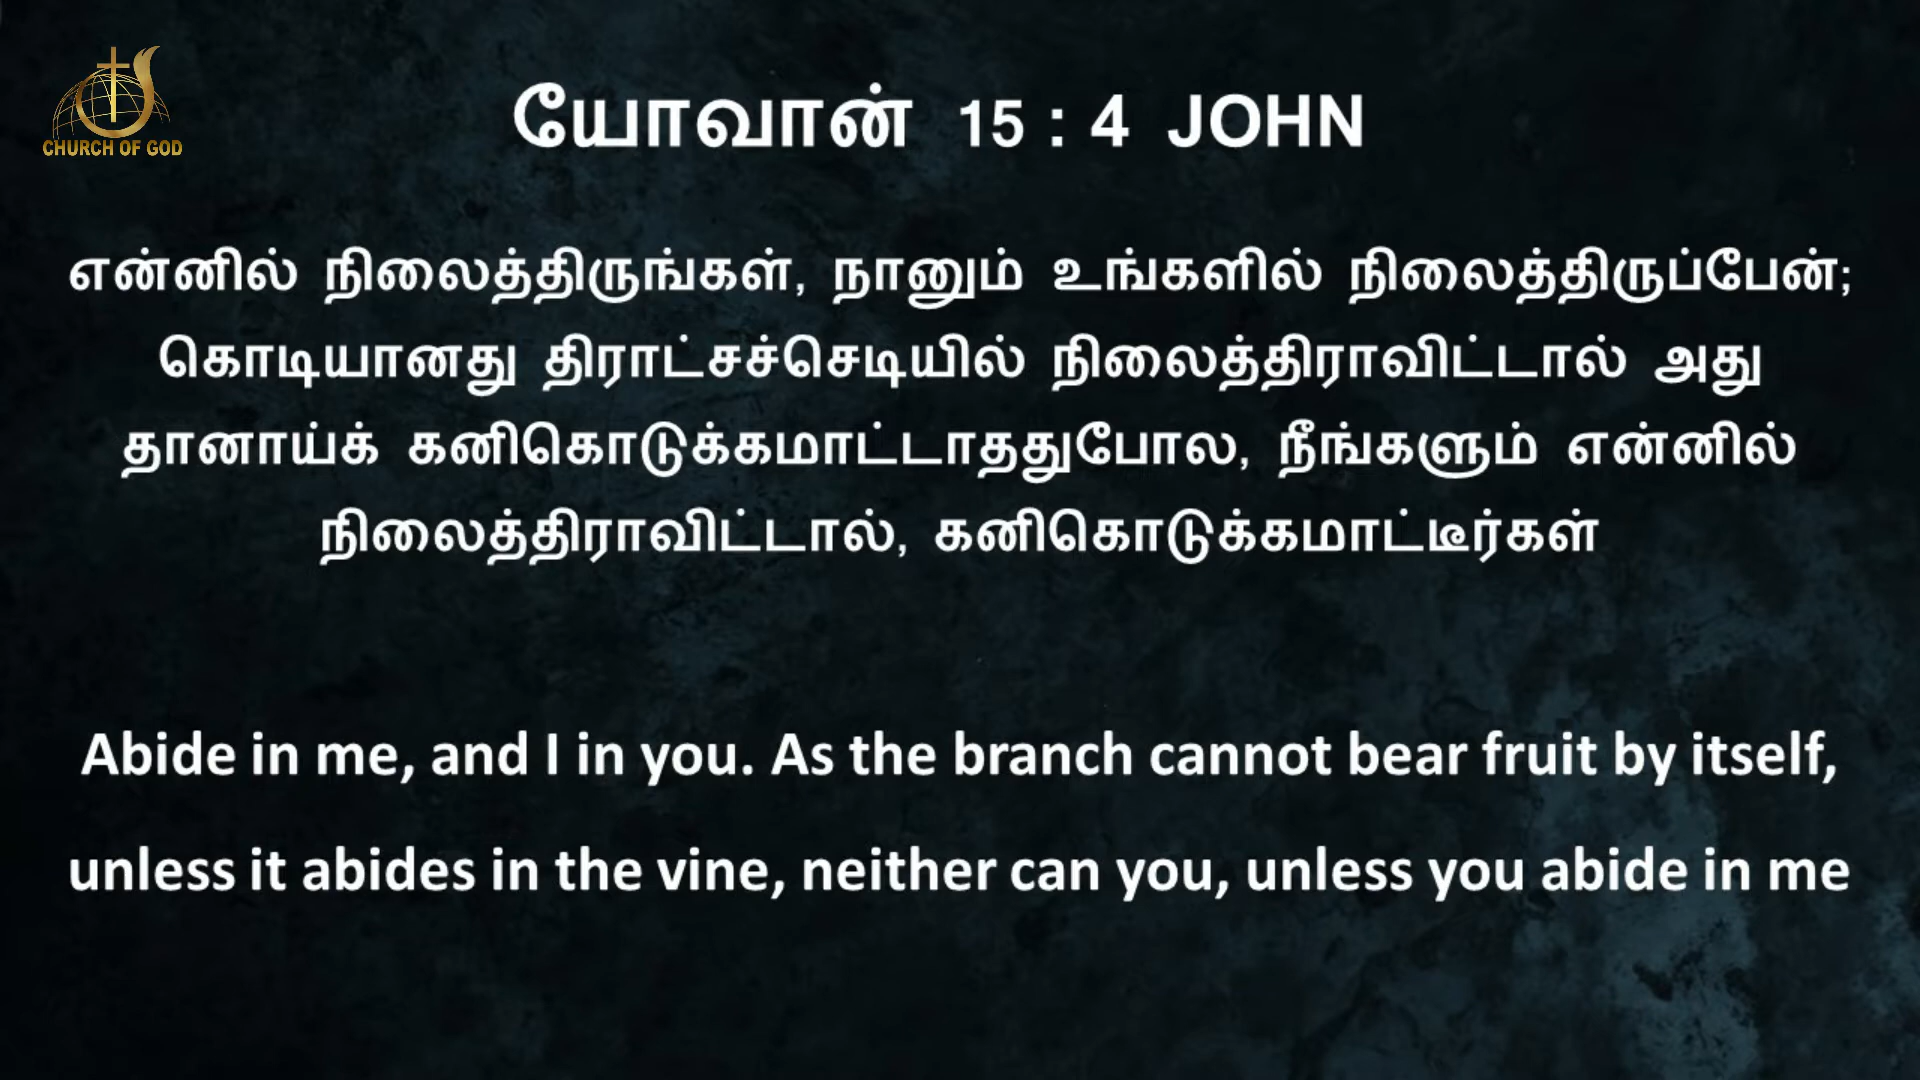 CHURCH OF GOD
யோவான் 15 : 4 JOHN
என்னில் நிலைத்திருங்கள், நானும் உங்களில் நிலைத்திருப்பேன்;
கொடியானது திராட்சச்செடியில் நிலைத்திராவிட்டால் அது
தானாய்க் கனிகொடுக்கமாட்டாததுபோல, நீங்களும் என்னில்
நிலைத்திராவிட்டால், கனிகொடுக்கமாட்டீர்கள்
Abide in me, and I in you. As the branch cannot bear fruit by itself,
unless it abides in the vine, neither can you, unless you abide in me